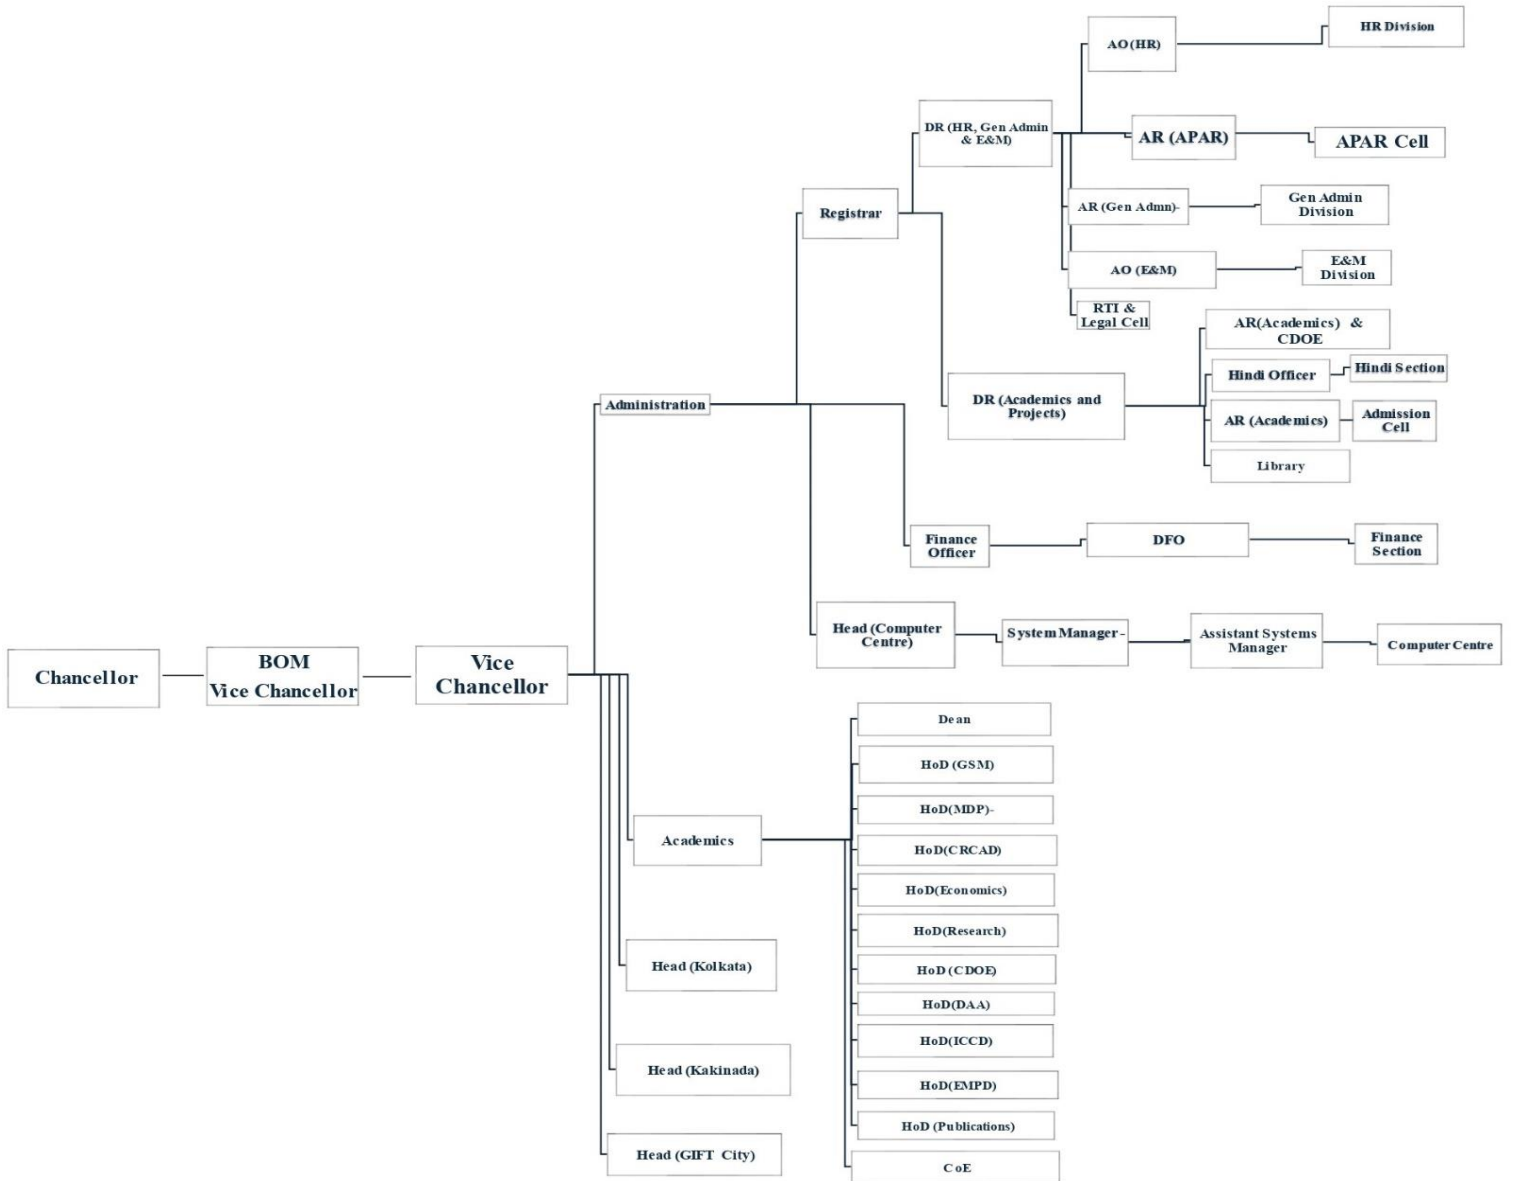 Chancellor
BOM
Vice Chancellor
Vice
Chancellor
Administration
Registrar
DR (HR, Gen Admin
& E&M)
AO(HR)
HR Division
AR (APAR)
APAR Cell
AR (Gen Admn)-
Gen Admin
Division
AO (E&M)
E&M
Division
RTI &
Legal Cell
DR (Academics and
Projects)
AR(Academics) &
CDOE
Hindi Officer
Hindi Section
AR (Academics)
Admission
Cell
Library
Finance
Officer
DFO
Finance
Section
Head (Computer
Centre)
System Manager -
Assistant Systems
Manager
Computer Centre
Academics
Dean
HoD (GSM)
HoD(MDP)-
HoD(CRCAD)
HoD(Economics)
HoD(Research)
HoD (CDOE)
HoD(DAA)
HoD(ICCD)
HoD(EMPD)
HoD (Publications)
CoE
Head (Kolkata)
Head (Kakinada)
Head (GIFT City)